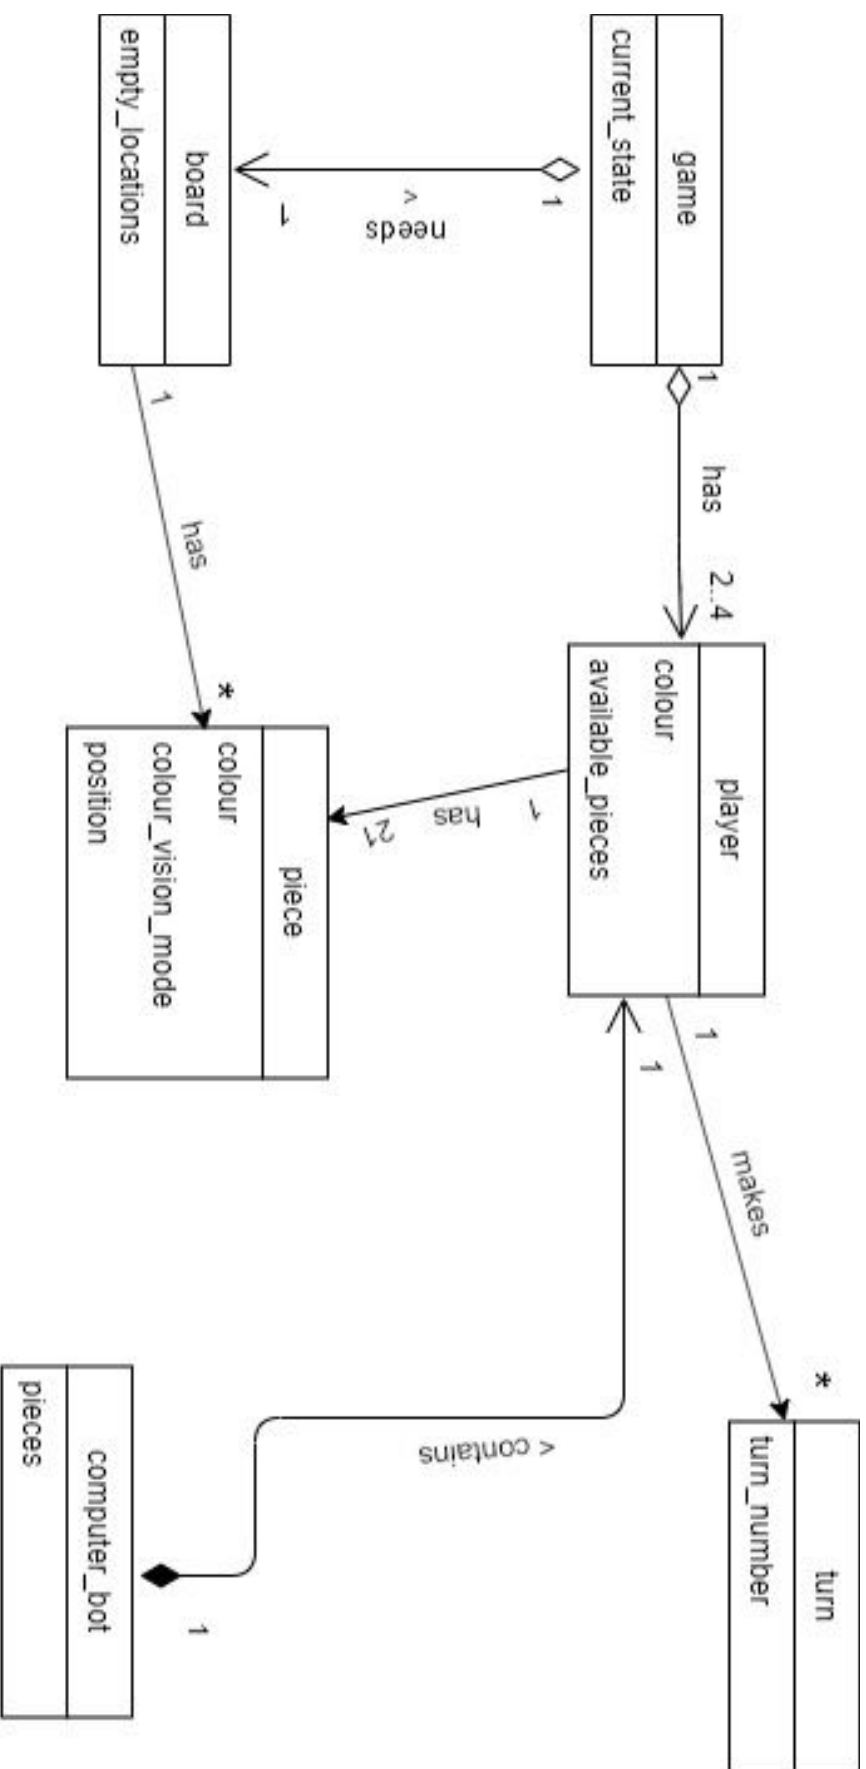 game
current_state
1
has
2..4
1
needs
<
1
board
empty_locations
1
has
*
player
colour
available_pieces
1
has
21
piece
colour
colour_vision_mode
position
1
makes
*
turn
turn_number
1
< contains
1
computer_bot
pieces